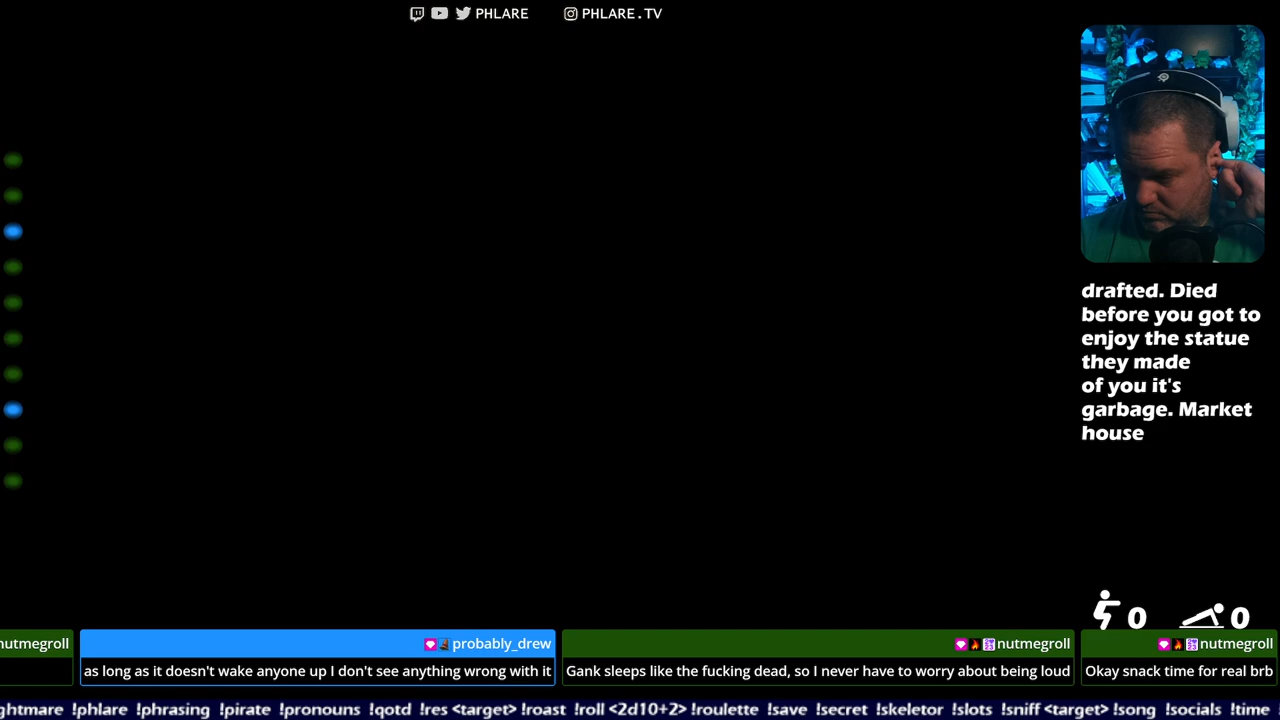 PHLARE PHLARE.TV
drafted. Died
before you got to
enjoy the statue
they made
of you it's
garbage. Market
house
0 0
nutmegroll
probably_drew
as long as it doesn't wake anyone up I don't see anything wrong with it
nutmegroll
Gank sleeps like the fucking dead, so I never have to worry about being loud
nutmegroll
Okay snack time for real brb
ghtmare !phlare !phrasing !pirate !pronouns !qotd !res <target> !roast !roll <2d10+2> !roulette !save !secret !skeletor !slots !sniff <target> !song !socials !time